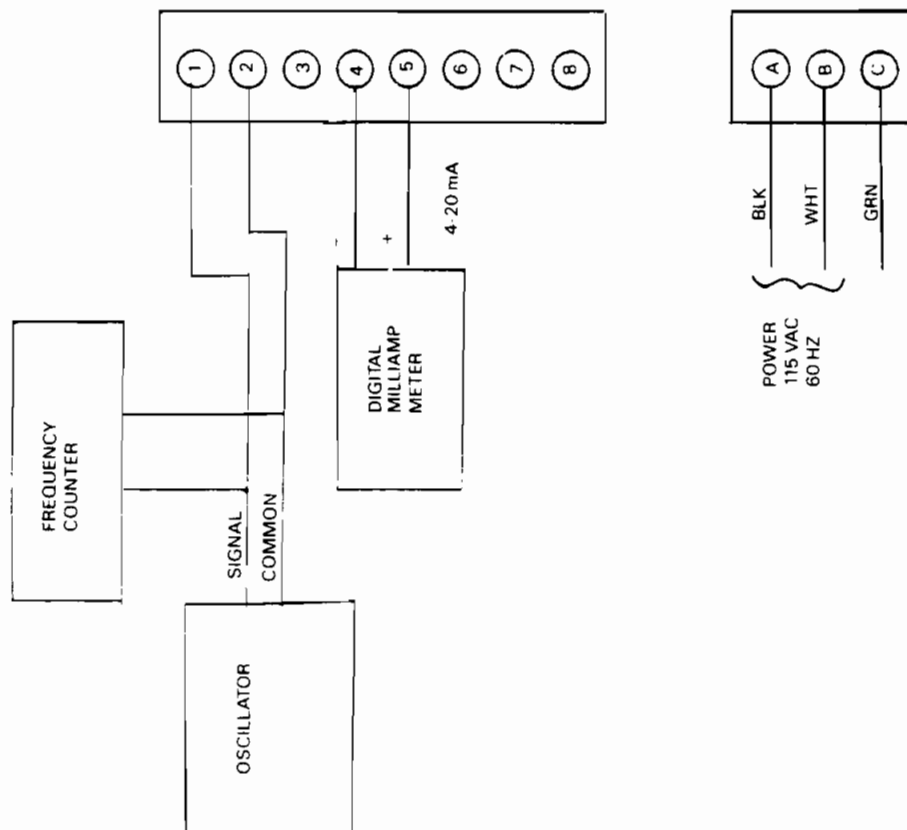 1
2
3
4
5
6
7
8
A
B
C
BLK
WHT
GRN
POWER
115 VAC
60 HZ
+
4-20 mA
DIGITAL
MILLIAMP
METER
FREQUENCY
COUNTER
SIGNAL
COMMON
OSCILLATOR